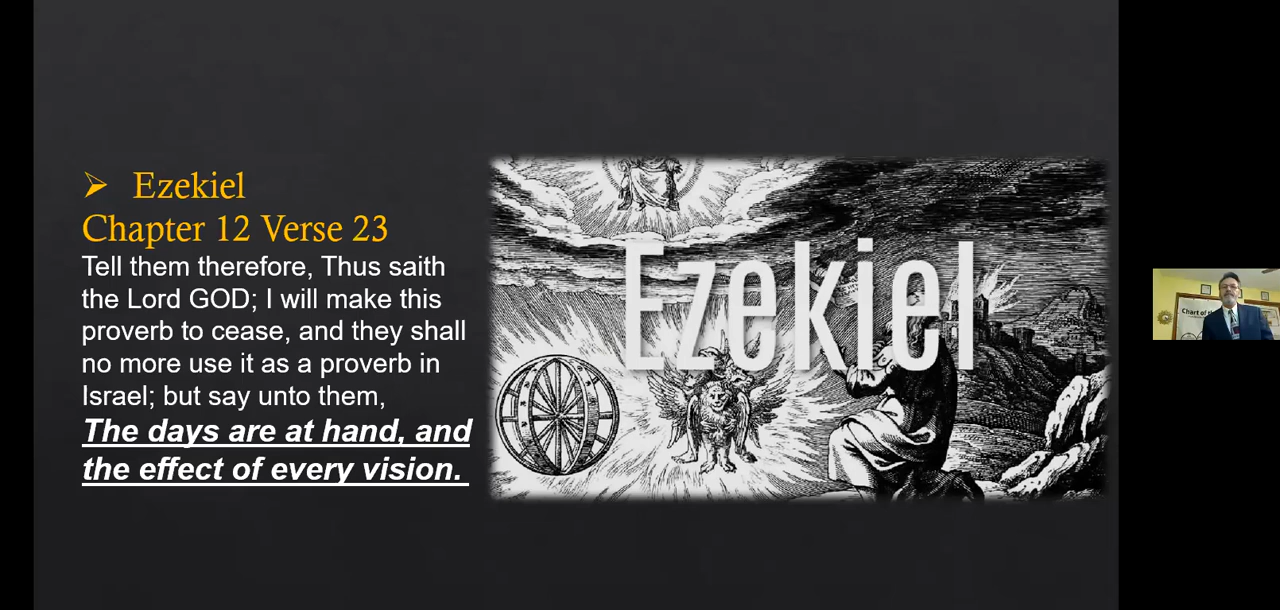 Ezekiel
Chapter 12 Verse 23
Tell them therefore, Thus saith
the Lord GOD; I will make this
proverb to cease, and they shall
no more use it as a proverb in
Israel; but say unto them,
The days are at hand, and
the effect of every vision.
Ezekiel
Chart of